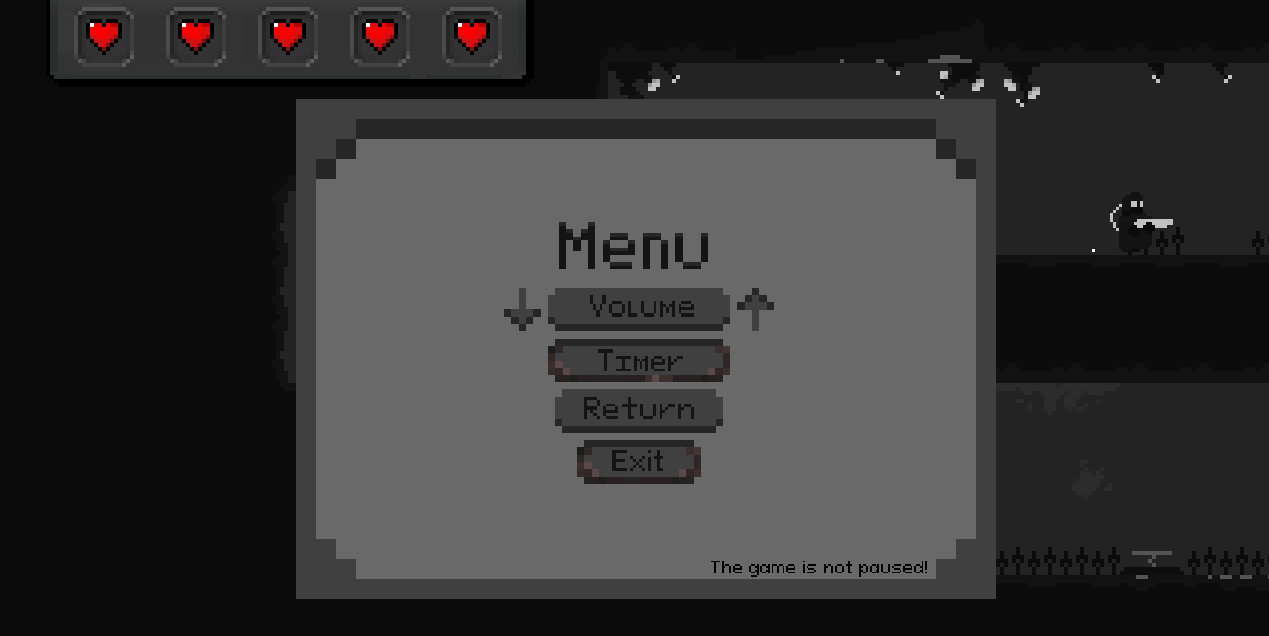 Menu
Volume
Timer
Return
Exit
The game is not paused!